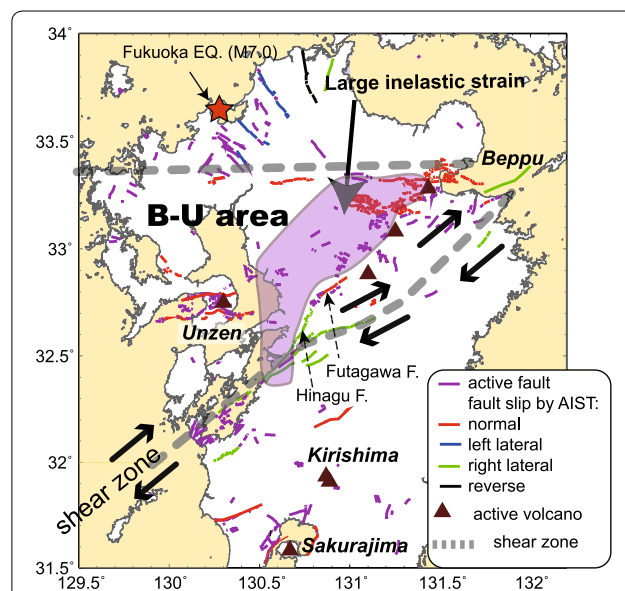 34°
Fukuoka EQ. (M7.0)
Large inelastic strain
33.5°
Beppu
B-U area
33°
Unzen
32.5°
Futagawa F.
Hinagu F.
active fault
fault slip by AIST:
normal
left lateral
right lateral
reverse
active volcano
shear zone
32°
shear zone
Kirishima
Sakurajima
31.5°
129.5° 130° 130.5° 131° 131.5° 132°